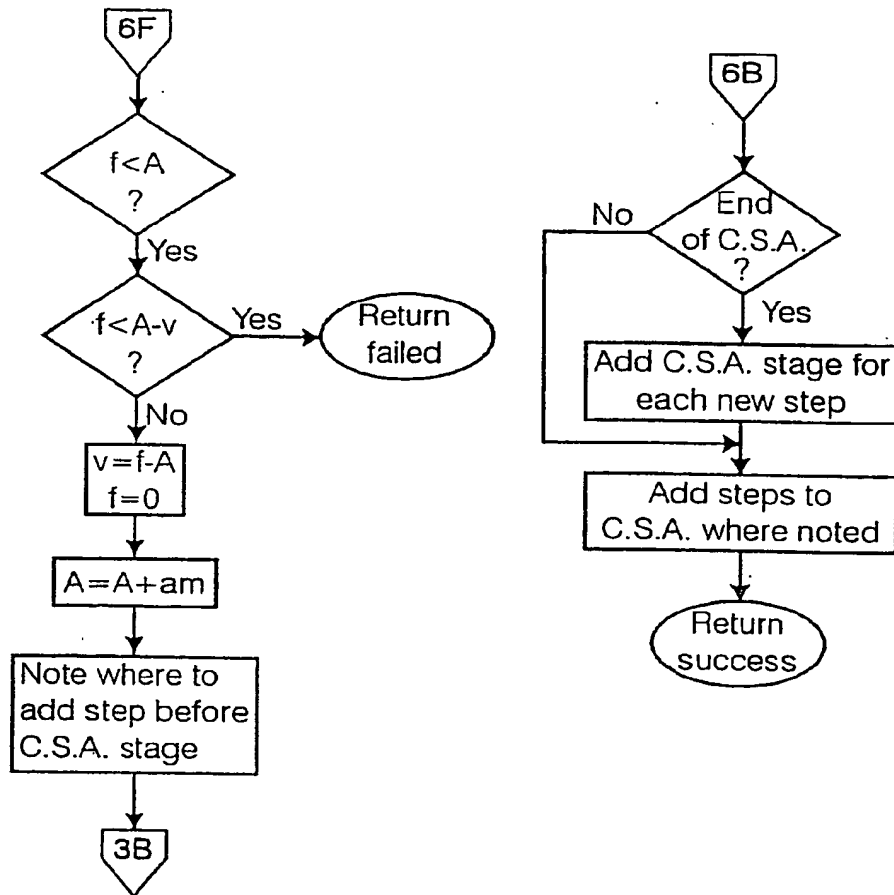 6F
f<A
?
Yes
f<A-v
?
Yes
Return
failed
No
v=f-A
f=0
A=A+am
Note where to
add step before
C.S.A. stage
3B
6B
End
of C.S.A.
?
No
Yes
Add C.S.A. stage for
each new step
Add steps to
C.S.A. where noted
Return
success